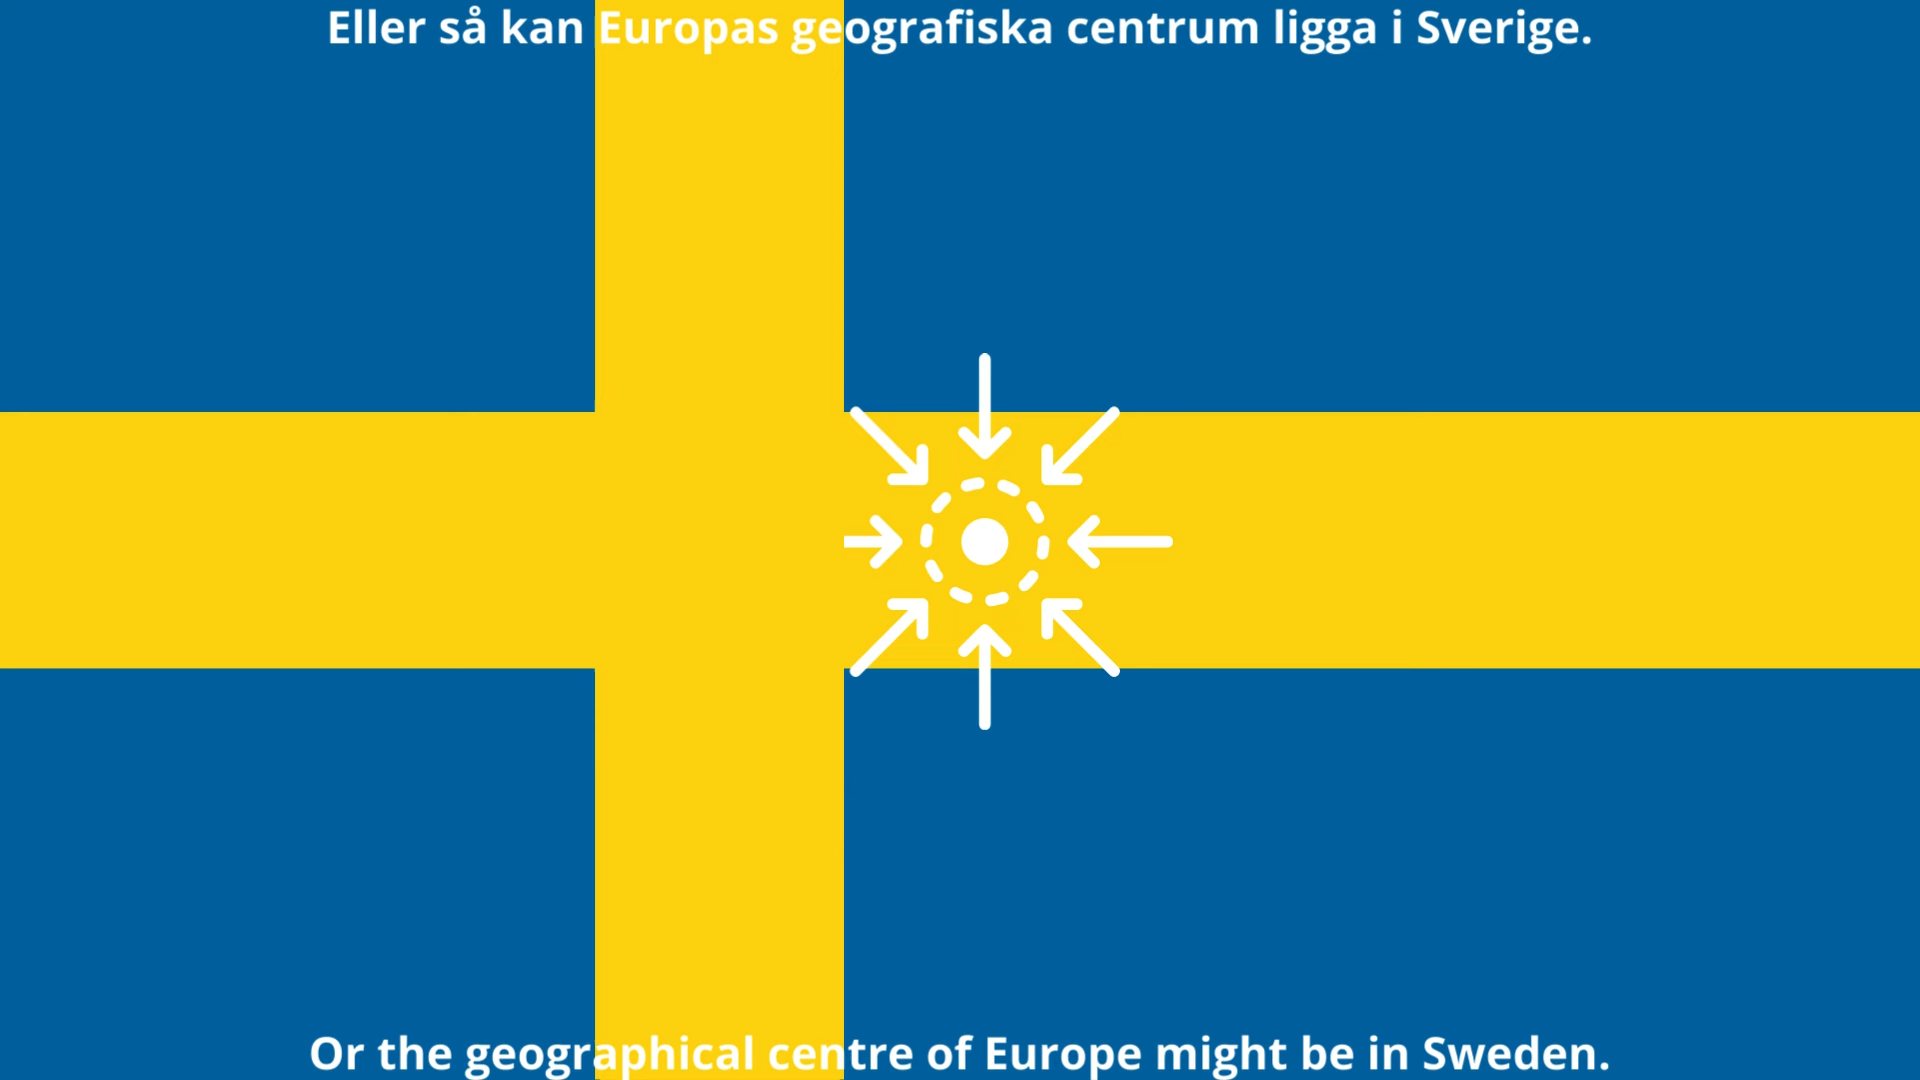 Eller så kan Europas geografiska centrum ligga i Sverige.
Or the geographical centre of Europe might be in Sweden.